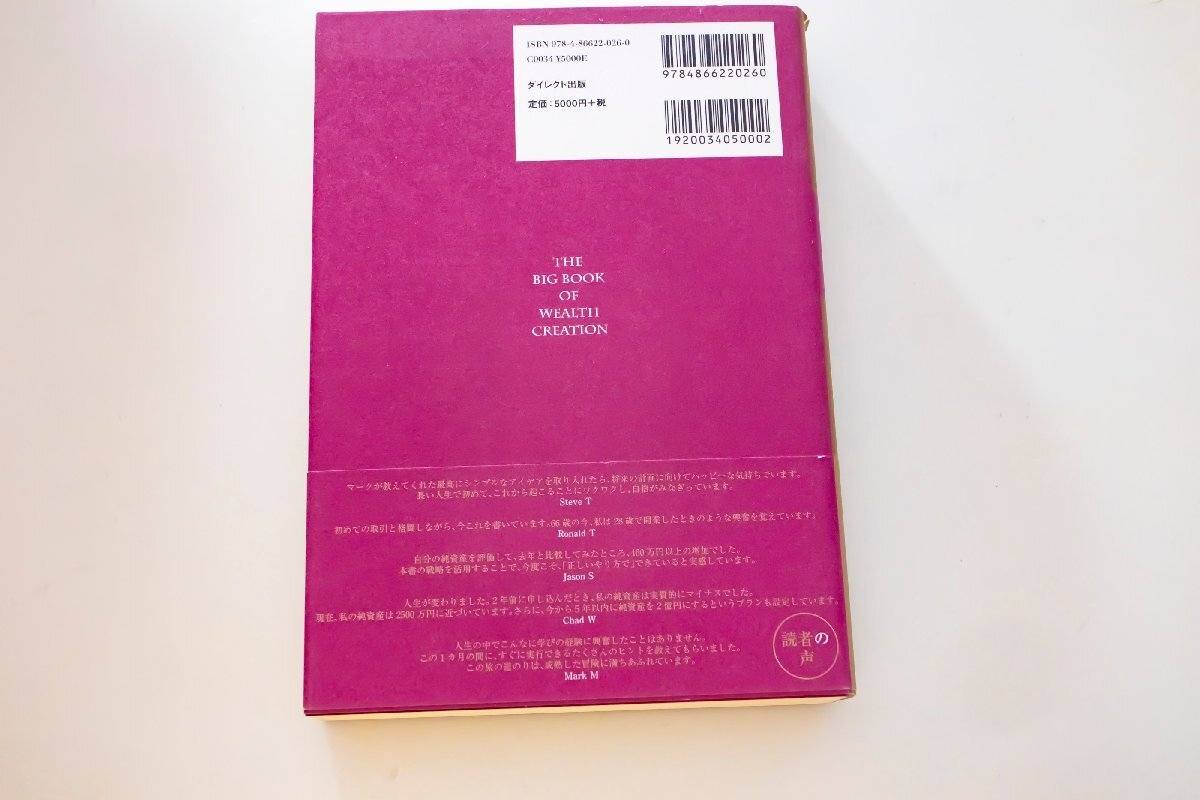 ISBN 978-4-86622-026-0
C0034 ¥5000E
ダイレクト出版
定価：5000円＋税
9784866220260
1920034050002
THE
BIG BOOK
OF
WEALTH
CREATION
マークが教えてくれた最高にシンプルなアイデアを取り入れたら、将来の計画に向けてハッピーな気持ちでいます。
長い人生で初めて、これから起こることにワクワクし、自信がみなぎっています。
Steve T
初めての取引と格闘しながら、今これを書いています。66歳の今、私は28歳で開業したときのような興奮を覚えています。
Ronald T
自分の純資産を評価して、去年と比較してみたところ、460万円以上の増加でした。
本書の戦略を活用することで、今度こそ、「正しいやり方で」できていると実感しています。
Jason S
人生が変わりました。2年前に申し込んだとき、私の純資産は実質的にマイナスでした。
現在、私の純資産は2500万円に近づいています。さらに、今から5年以内に純資産を2億円にするというプランも設定しています。
Chad W
人生の中でこんなに学びの経験に興奮したことはありません。
この1カ月の間に、すぐに実行できるたくさんのヒントを教えてもらいました。
この旅の道のりは、成熟した冒険に満ちあふれています。
Mark M
読者の
声